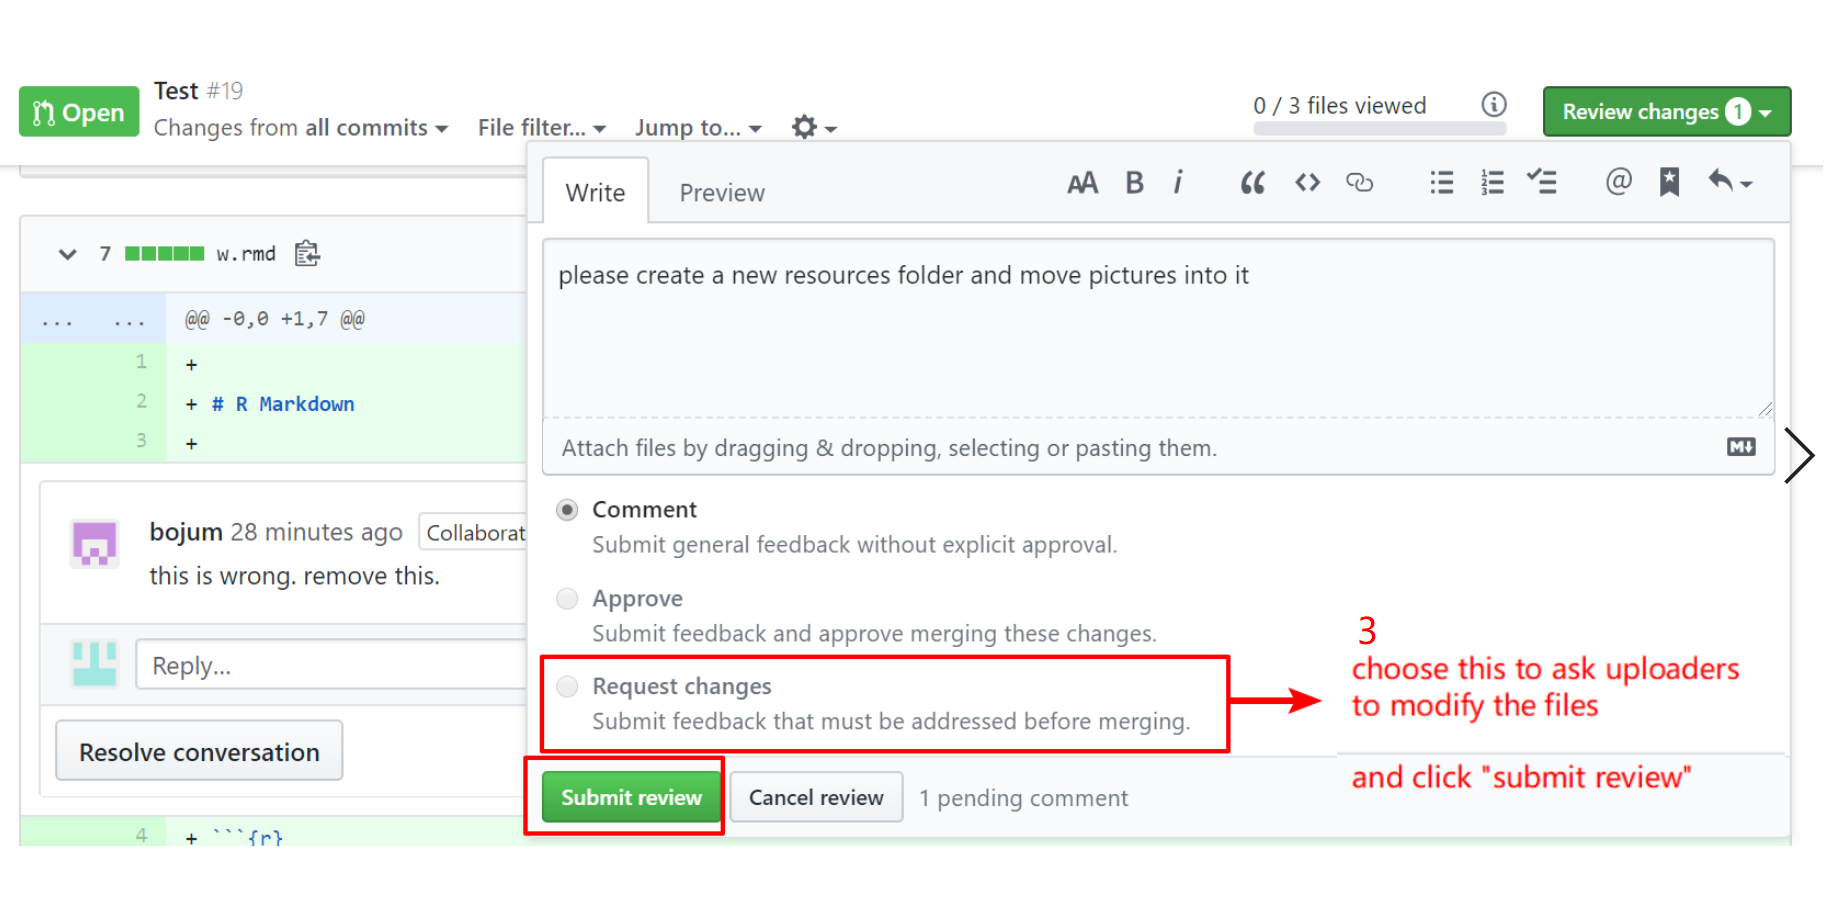 Test #19
Open
Changes from all commits
File filter...
Jump to...
0 / 3 files viewed
Review changes 1
Write
Preview
AA B i
please create a new resources folder and move pictures into it
Attach files by dragging & dropping, selecting or pasting them.
Comment
Submit general feedback without explicit approval.
Approve
Submit feedback and approve merging these changes.
Request changes
Submit feedback that must be addressed before merging.
Submit review
Cancel review
1 pending comment
3
choose this to ask uploaders
to modify the files
and click "submit review"
7 w.rmd
... ... @@ -0,0 +1,7 @@
1 +
2 + # R Markdown
3 +
bojum 28 minutes ago Collaborat
this is wrong. remove this.
Reply...
Resolve conversation
4 + ```{r}